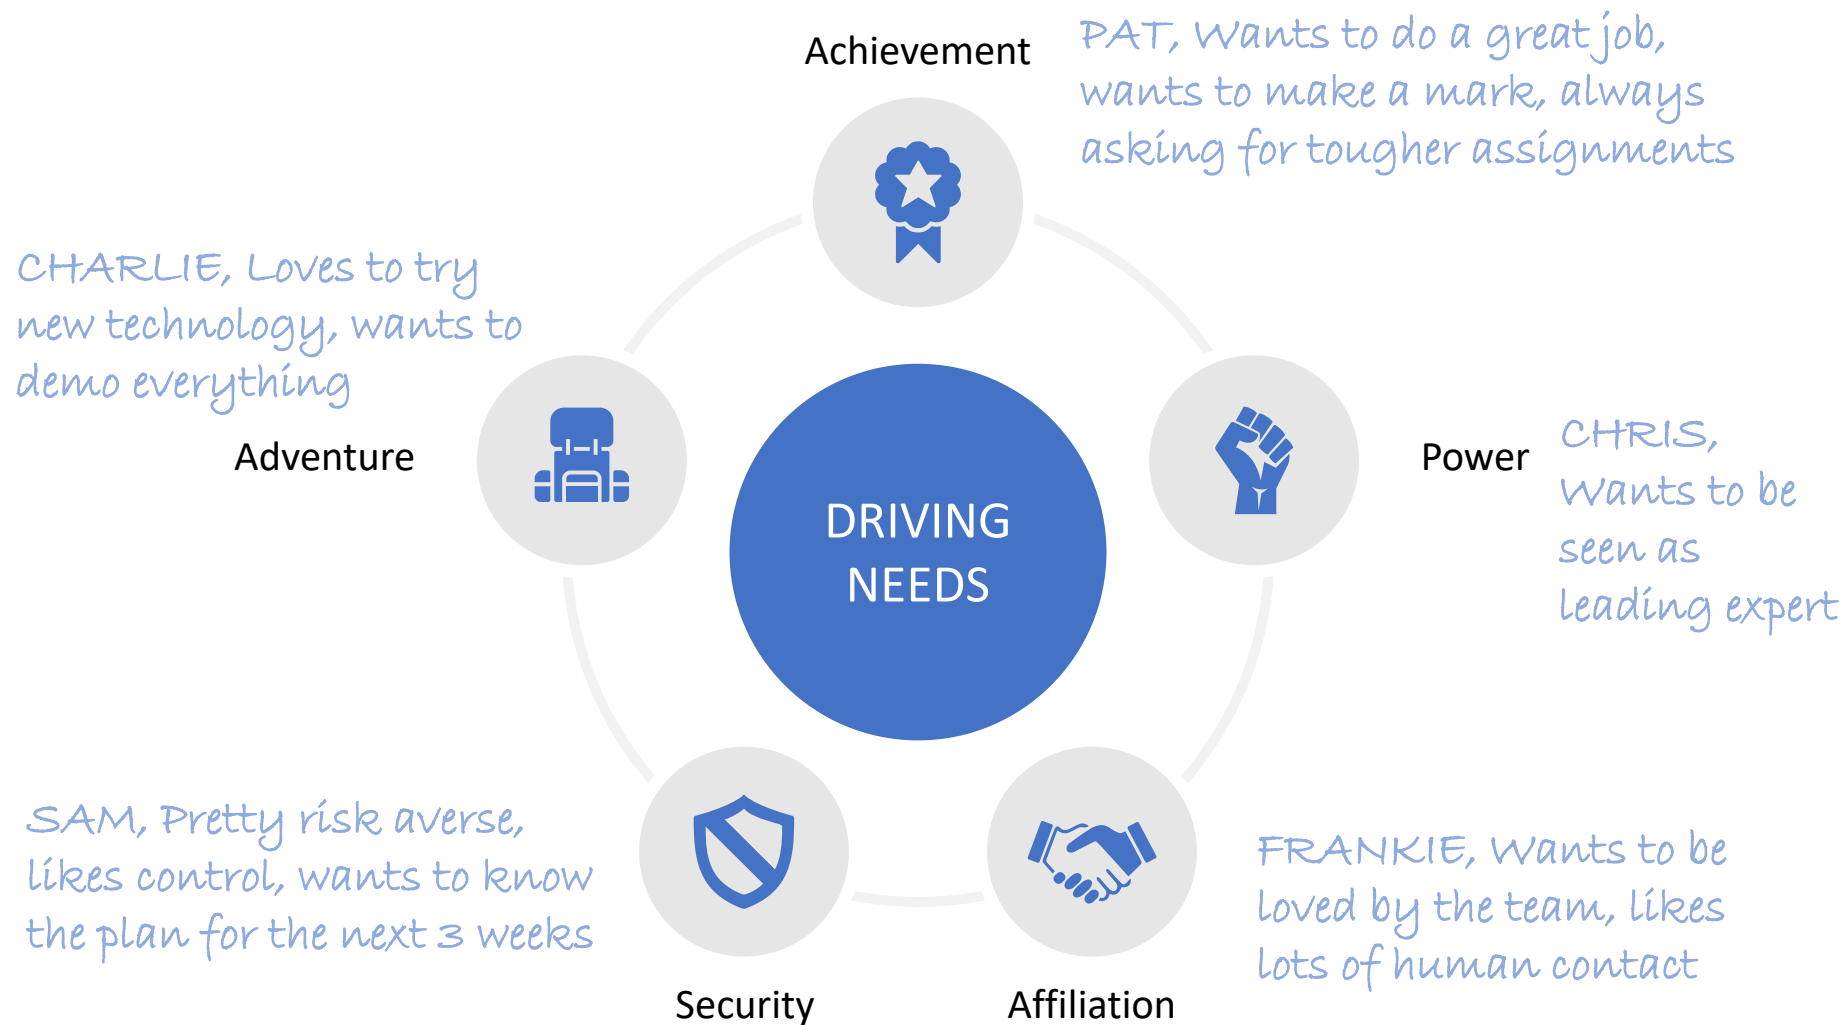 Achievement
PAT, Wants to do a great job,
wants to make a mark, always
asking for tougher assignments
CHARLIE, Loves to try
new technology, wants to
demo everything
Adventure
DRIVING
NEEDS
Power
CHRIS,
Wants to be
seen as
leading expert
SAM, Pretty risk averse,
likes control, wants to know
the plan for the next 3 weeks
Security
FRANKIE, Wants to be
loved by the team, likes
lots of human contact
Affiliation